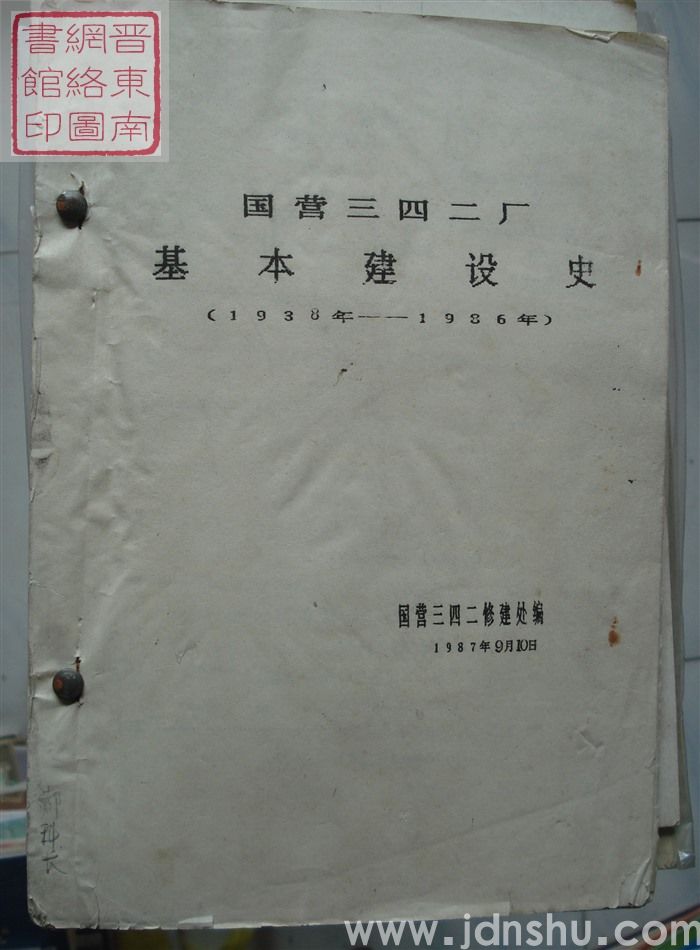 晋東南
網絡圖
書館印
国营三四二厂
基本建设史
(1938年——1986年)
国营三四二修建处编
1987年9月10日
科长
www.jdnshu.com